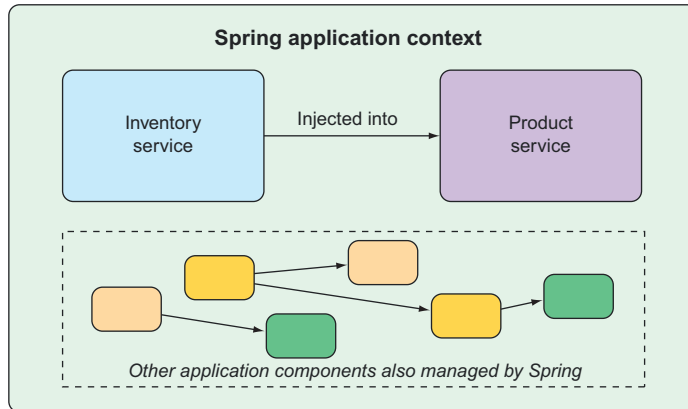 Spring application context
Inventory
service
Injected into
Product
service
Other application components also managed by Spring